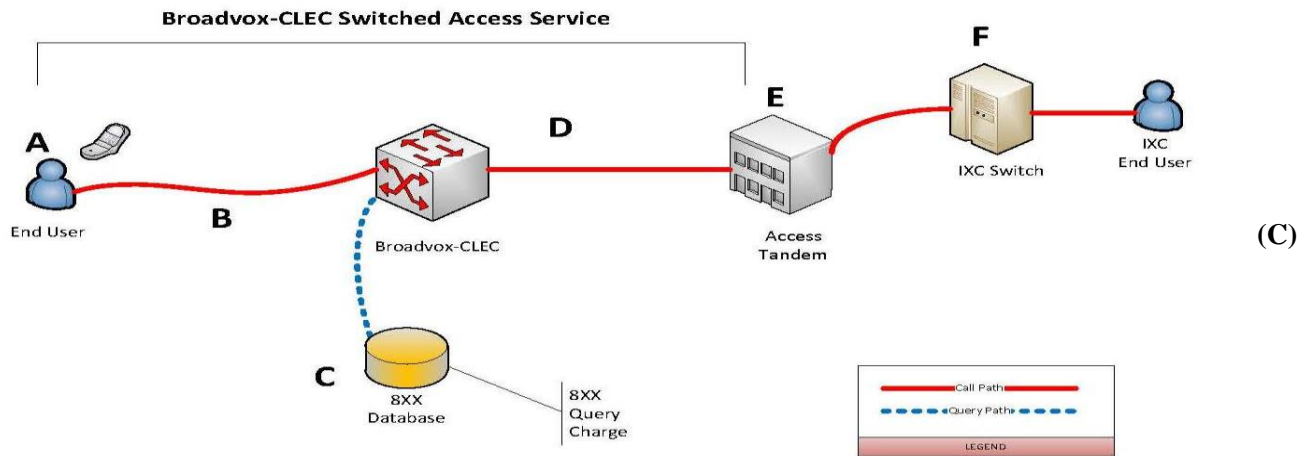 Broadvox-CLEC Switched Access Service
F
E
A
D
IXC
End User
IXC Switch
B
End User
Broadvox-CLEC
Access
Tandem
(C)
C
8XX
Database
8XX
Query
Charge
Call Path
Query Path
LEGEND